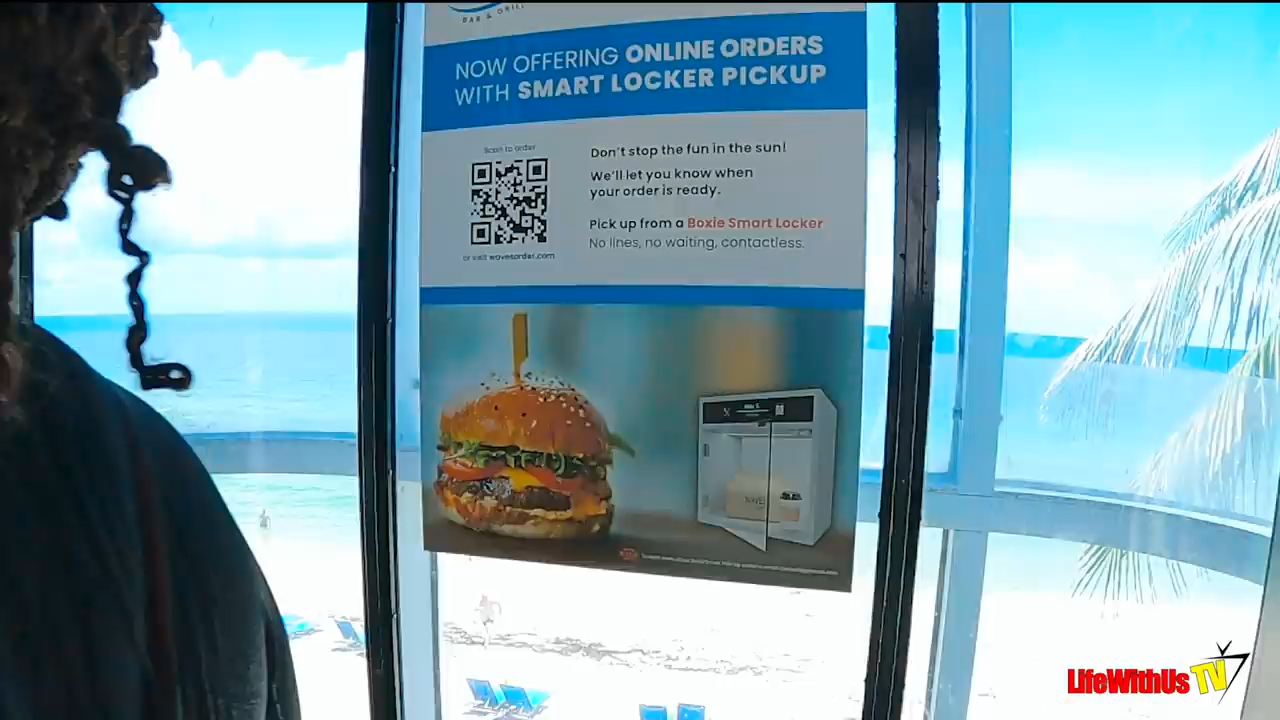 BAR & GRILL
NOW OFFERING ONLINE ORDERS
WITH SMART LOCKER PICKUP
Scan to order
Don't stop the fun in the sun!
We'll let you know when
your order is ready.
Pick up from a Boxie Smart Locker
No lines, no waiting, contactless.
or visit wavesorder.com
LifeWithUs TV